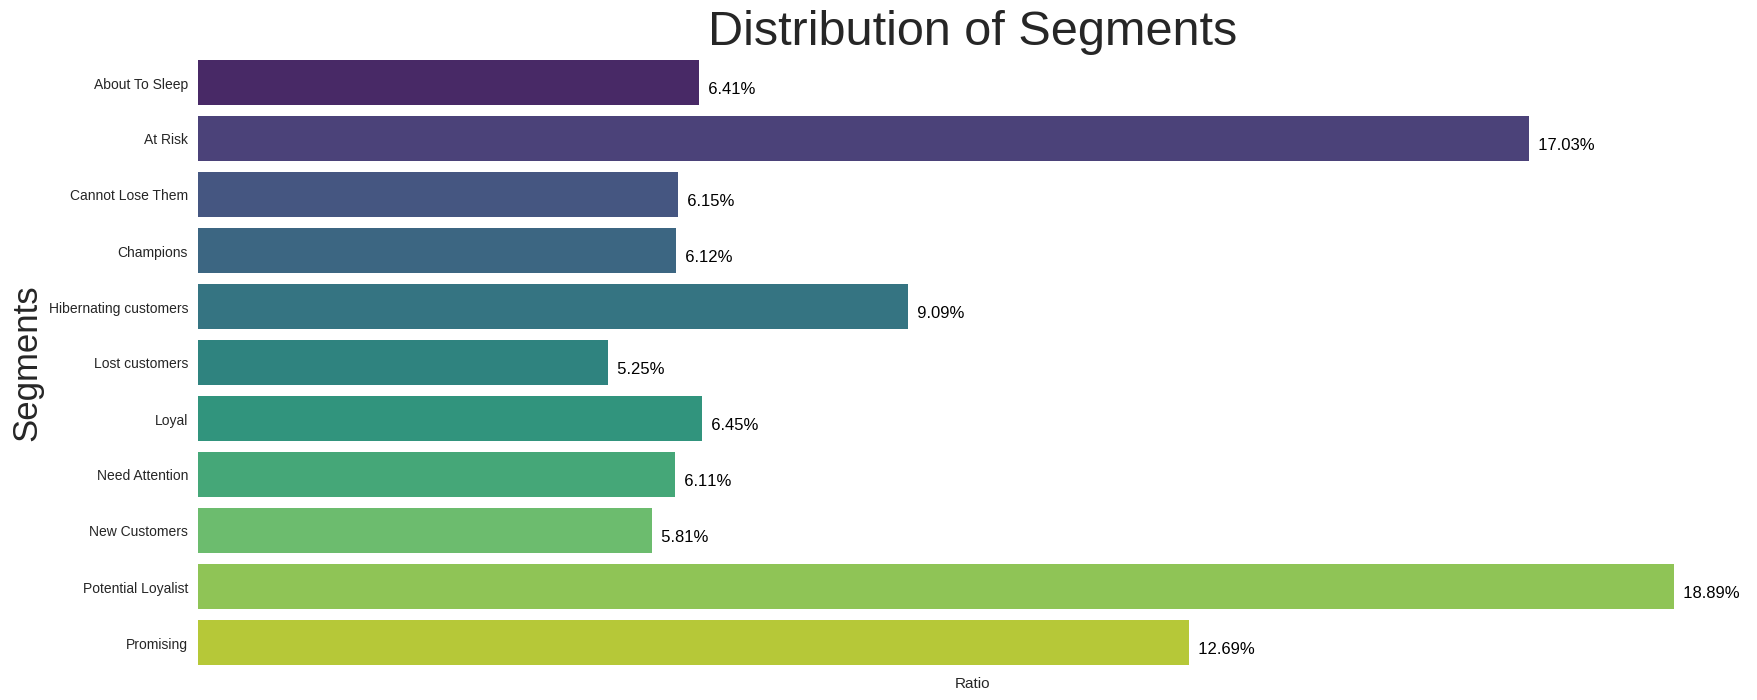 Distribution of Segments
About To Sleep 6.41%
At Risk 17.03%
Cannot Lose Them 6.15%
Champions 6.12%
Hibernating customers 9.09%
Lost customers 5.25%
Loyal 6.45%
Need Attention 6.11%
New Customers 5.81%
Potential Loyalist 18.89%
Promising 12.69%
Segments
Ratio